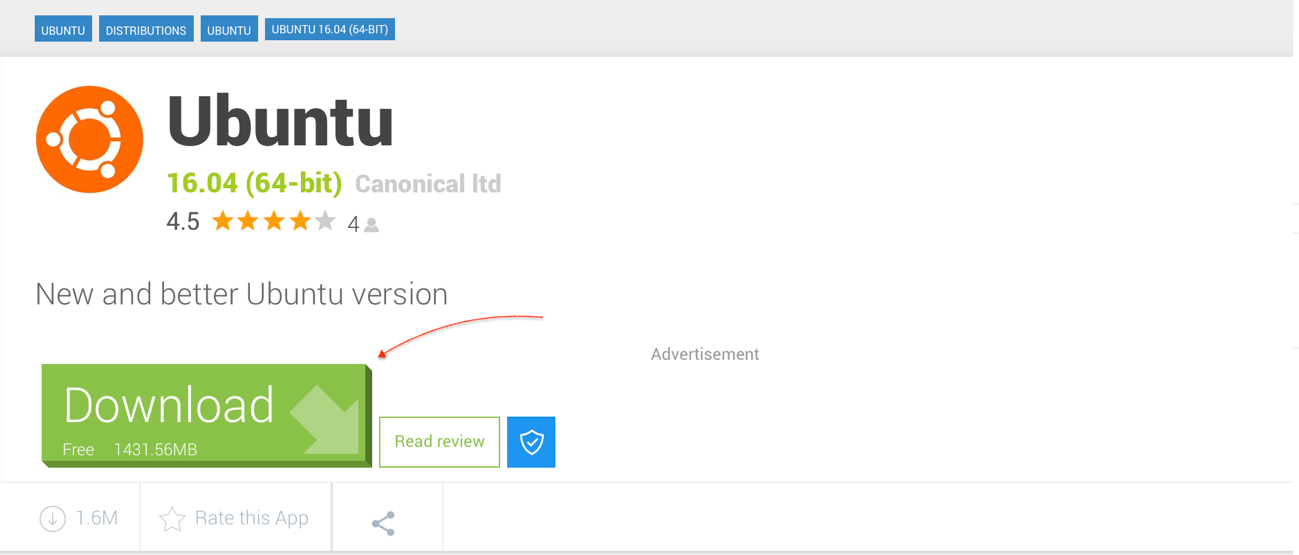 UBUNTU DISTRIBUTIONS UBUNTU UBUNTU 16.04 (64-BIT)
Ubuntu
16.04 (64-bit) Canonical ltd
4.5 4
New and better Ubuntu version
Advertisement
Download
Free 1431.56MB
Read review
1.6M Rate this App